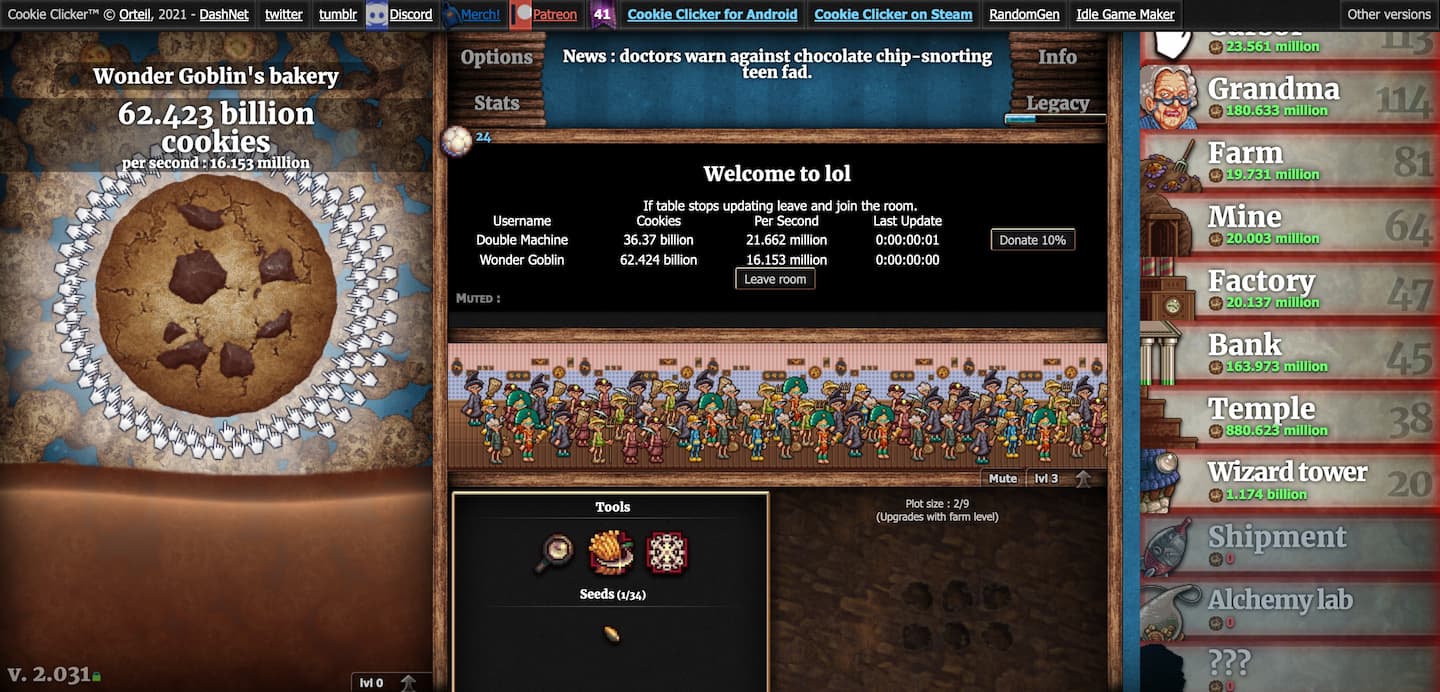 Cookie Clicker™ © Orteil, 2021 - DashNet
twitter
tumblr
Discord
Merch!
Patreon
41
Cookie Clicker for Android
Cookie Clicker on Steam
RandomGen
Idle Game Maker
Other versions
Wonder Goblin's bakery
62.423 billion
cookies
per second : 16.153 million
v. 2.031
lvl 0
Options
Stats
News : doctors warn against chocolate chip-snorting
teen fad.
Info
Legacy
24
Welcome to lol
If table stops updating leave and join the room.
Username Cookies Per Second Last Update
Double Machine 36.37 billion 21.662 million 0:00:00:01
Wonder Goblin 62.424 billion 16.153 million 0:00:00:00
Donate 10%
Leave room
Muted :
Mute
lvl 3
Tools
Seeds (1/34)
Plot size : 2/9
(Upgrades with farm level)
Cursor
23.561 million
113
Grandma
180.633 million
114
Farm
19.731 million
81
Mine
20.003 million
64
Factory
20.137 million
47
Bank
163.973 million
45
Temple
880.623 million
38
Wizard tower
1.174 billion
20
Shipment
0
Alchemy lab
0
???
0